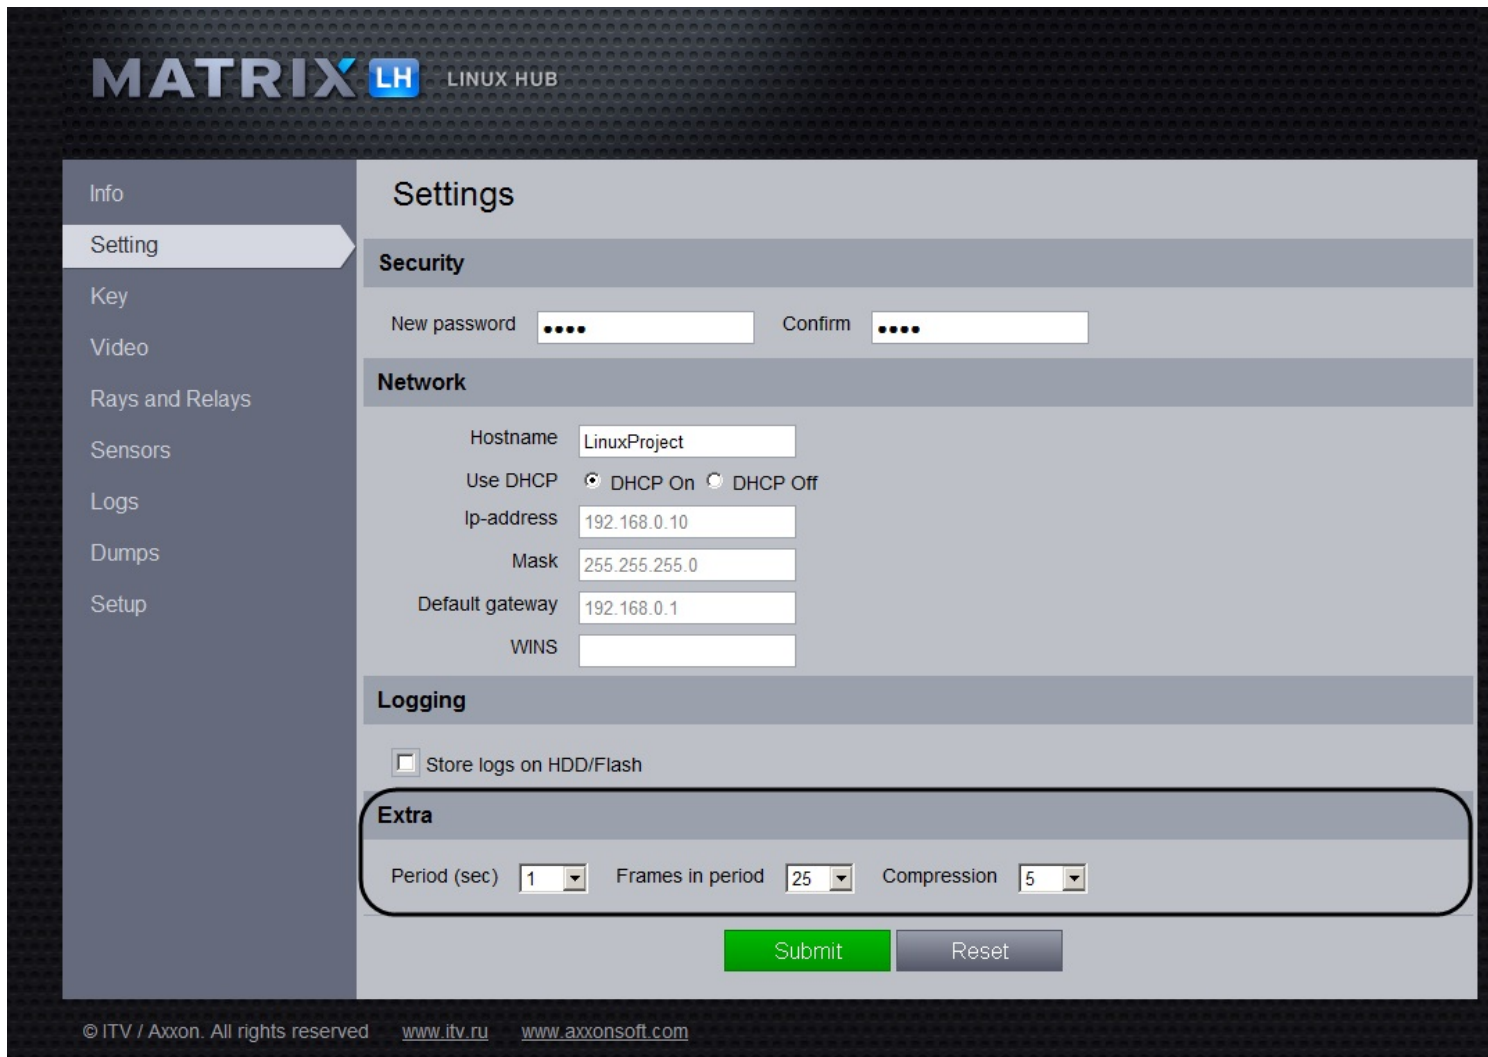 MATRIX LH LINUX HUB
Info
Setting
Key
Video
Rays and Relays
Sensors
Logs
Dumps
Setup
Settings
Security
New password •••• Confirm ••••
Network
Hostname LinuxProject
Use DHCP DHCP On DHCP Off
Ip-address 192.168.0.10
Mask 255.255.255.0
Default gateway 192.168.0.1
WINS
Logging
Store logs on HDD/Flash
Extra
Period (sec) 1 Frames in period 25 Compression 5
Submit Reset
© ITV / Axxon. All rights reserved www.itv.ru www.axxonsoft.com